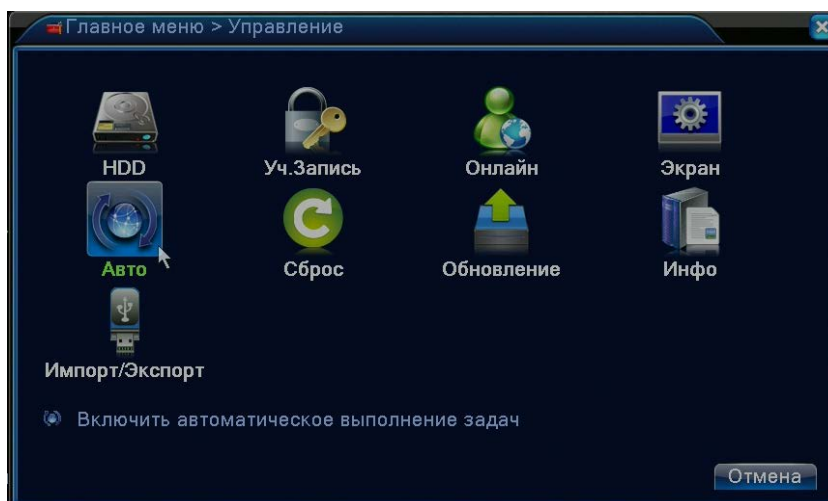 Главное меню > Управление
HDD
Уч.Запись
Онлайн
Экран
Авто
Сброс
Обновление
Инфо
Импорт/Экспорт
Включить автоматическое выполнение задач
Отмена